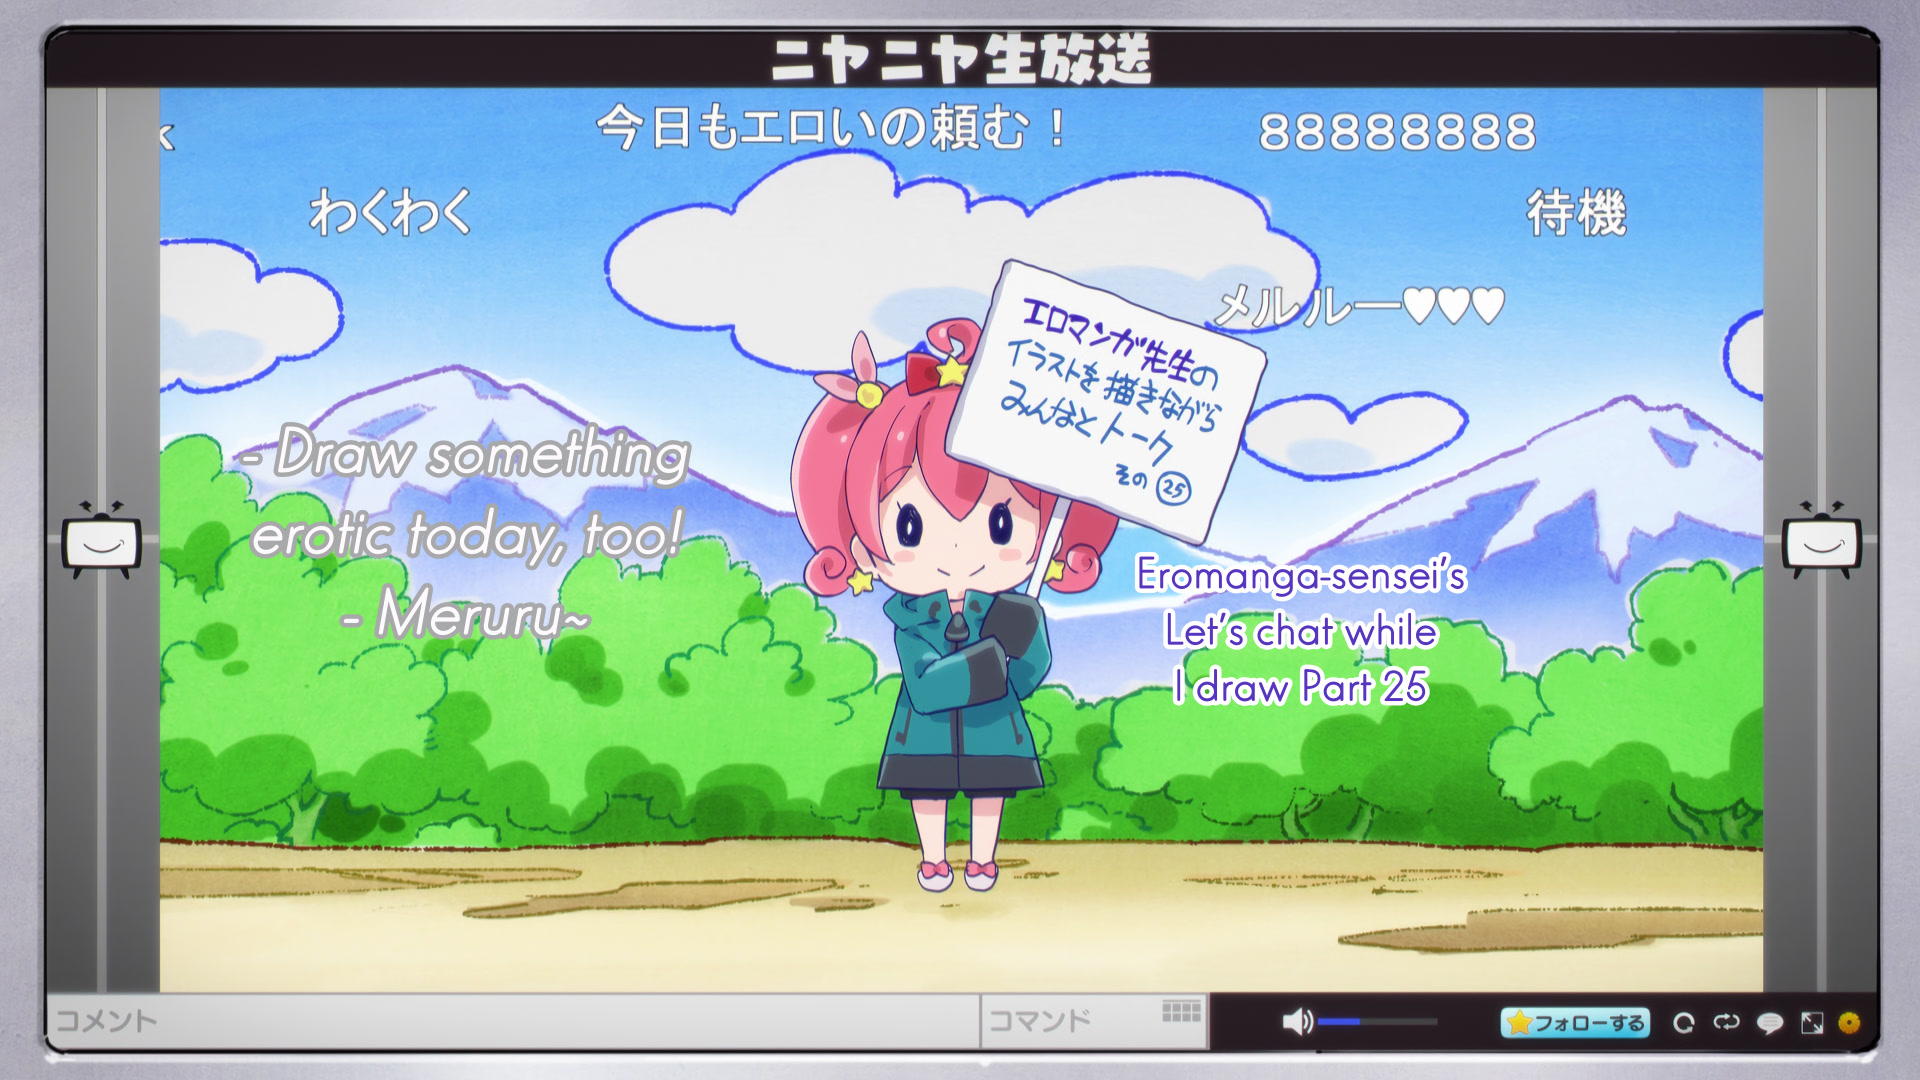 ニヤニヤ生放送
今日もエロいの頼む！
88888888
わくわく
待機
メルルー♥♥♥
エロマンガ先生の
イラストを描きながら
みんなとトーク
その㉕
- Draw something
erotic today, too!
- Meruru~
Eromanga-sensei's
Let's chat while
I draw Part 25
コメント
コマンド
フォローする